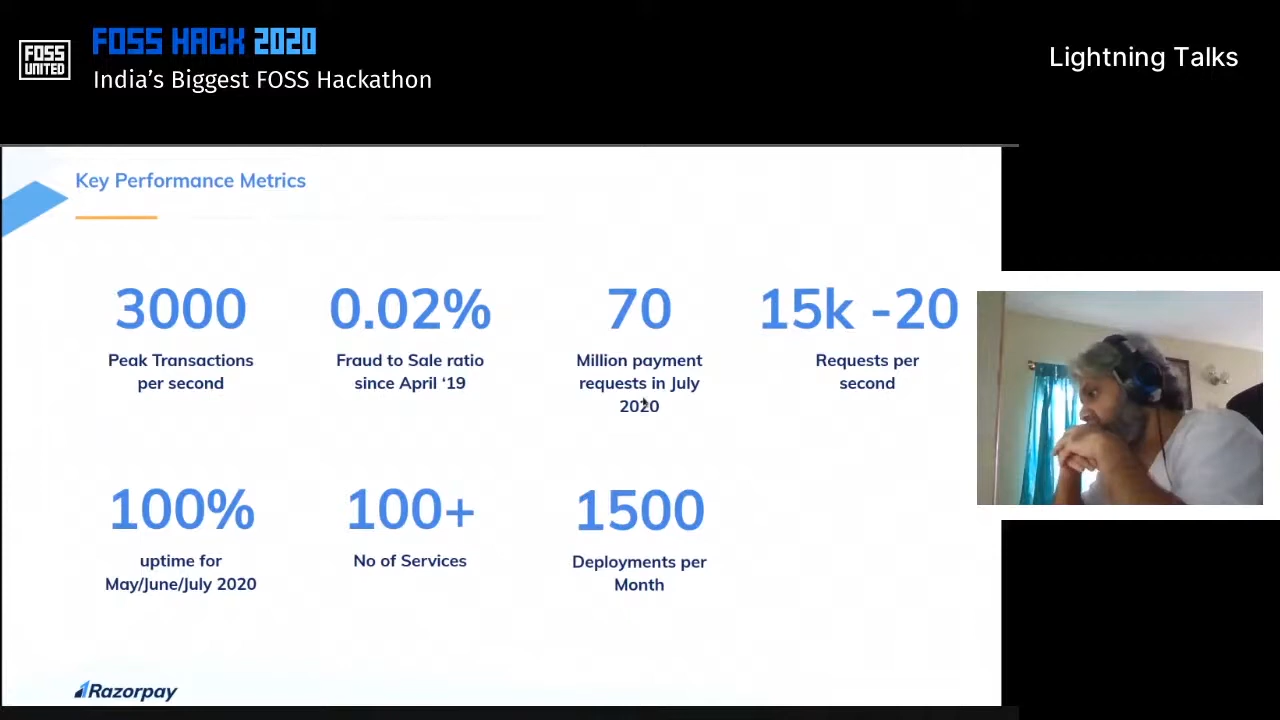 FOSS
UNITED
FOSS HACK 2020
India’s Biggest FOSS Hackathon
Lightning Talks
Key Performance Metrics
3000
Peak Transactions
per second
0.02%
Fraud to Sale ratio
since April ‘19
70
Million payment
requests in July
2020
15k -20
Requests per
second
100%
uptime for
May/June/July 2020
100+
No of Services
1500
Deployments per
Month
Razorpay